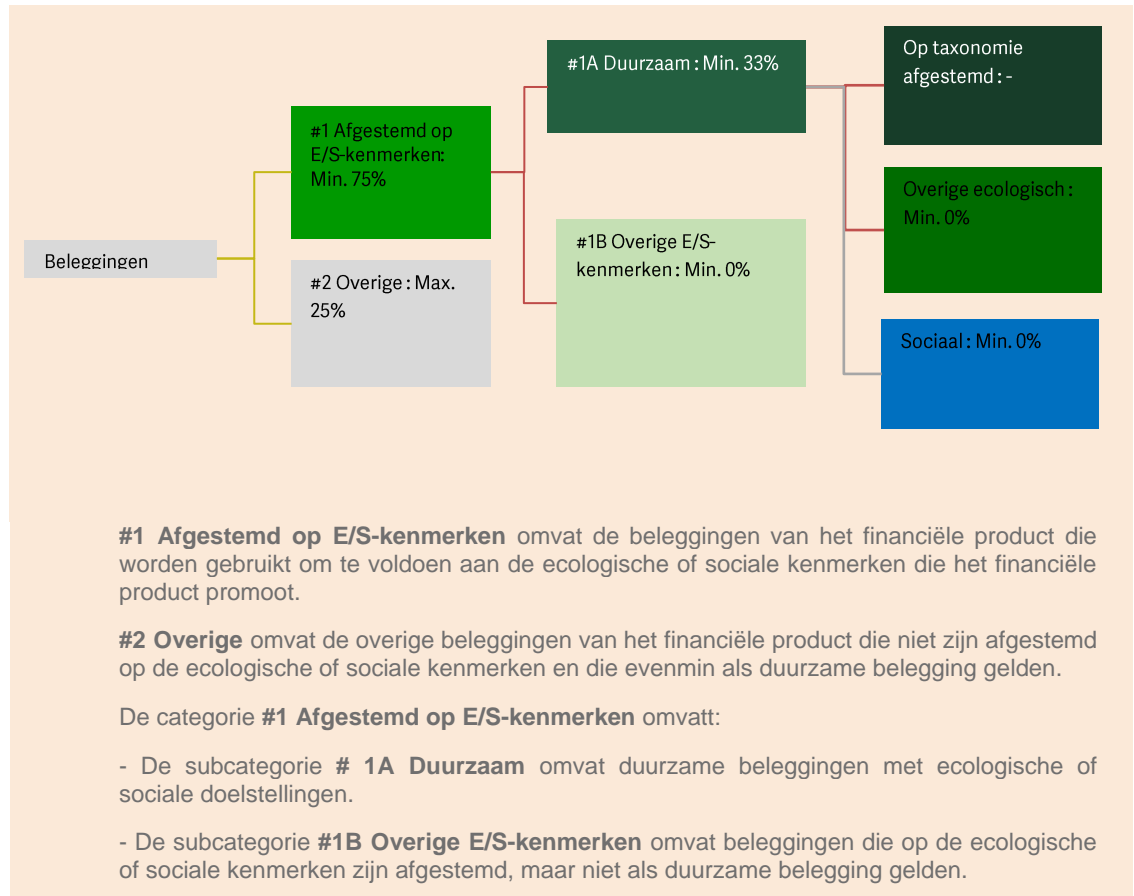 #1A Duurzaam : Min. 33%
Op taxonomie
afgestemd : -
#1 Afgestemd op
E/S-kenmerken:
Min. 75%
Overige ecologisch :
Min. 0%
#1B Overige E/S-
kenmerken : Min. 0%
Beleggingen
#2 Overige : Max.
25%
Sociaal : Min. 0%
#1 Afgestemd op E/S-kenmerken omvat de beleggingen van het financiële product die
worden gebruikt om te voldoen aan de ecologische of sociale kenmerken die het financiële
product promoot.
#2 Overige omvat de overige beleggingen van het financiële product die niet zijn afgestemd
op de ecologische of sociale kenmerken en die evenmin als duurzame belegging gelden.
De categorie #1 Afgestemd op E/S-kenmerken omvatt:
- De subcategorie # 1A Duurzaam omvat duurzame beleggingen met ecologische of
sociale doelstellingen.
- De subcategorie #1B Overige E/S-kenmerken omvat beleggingen die op de ecologische
of sociale kenmerken zijn afgestemd, maar niet als duurzame belegging gelden.